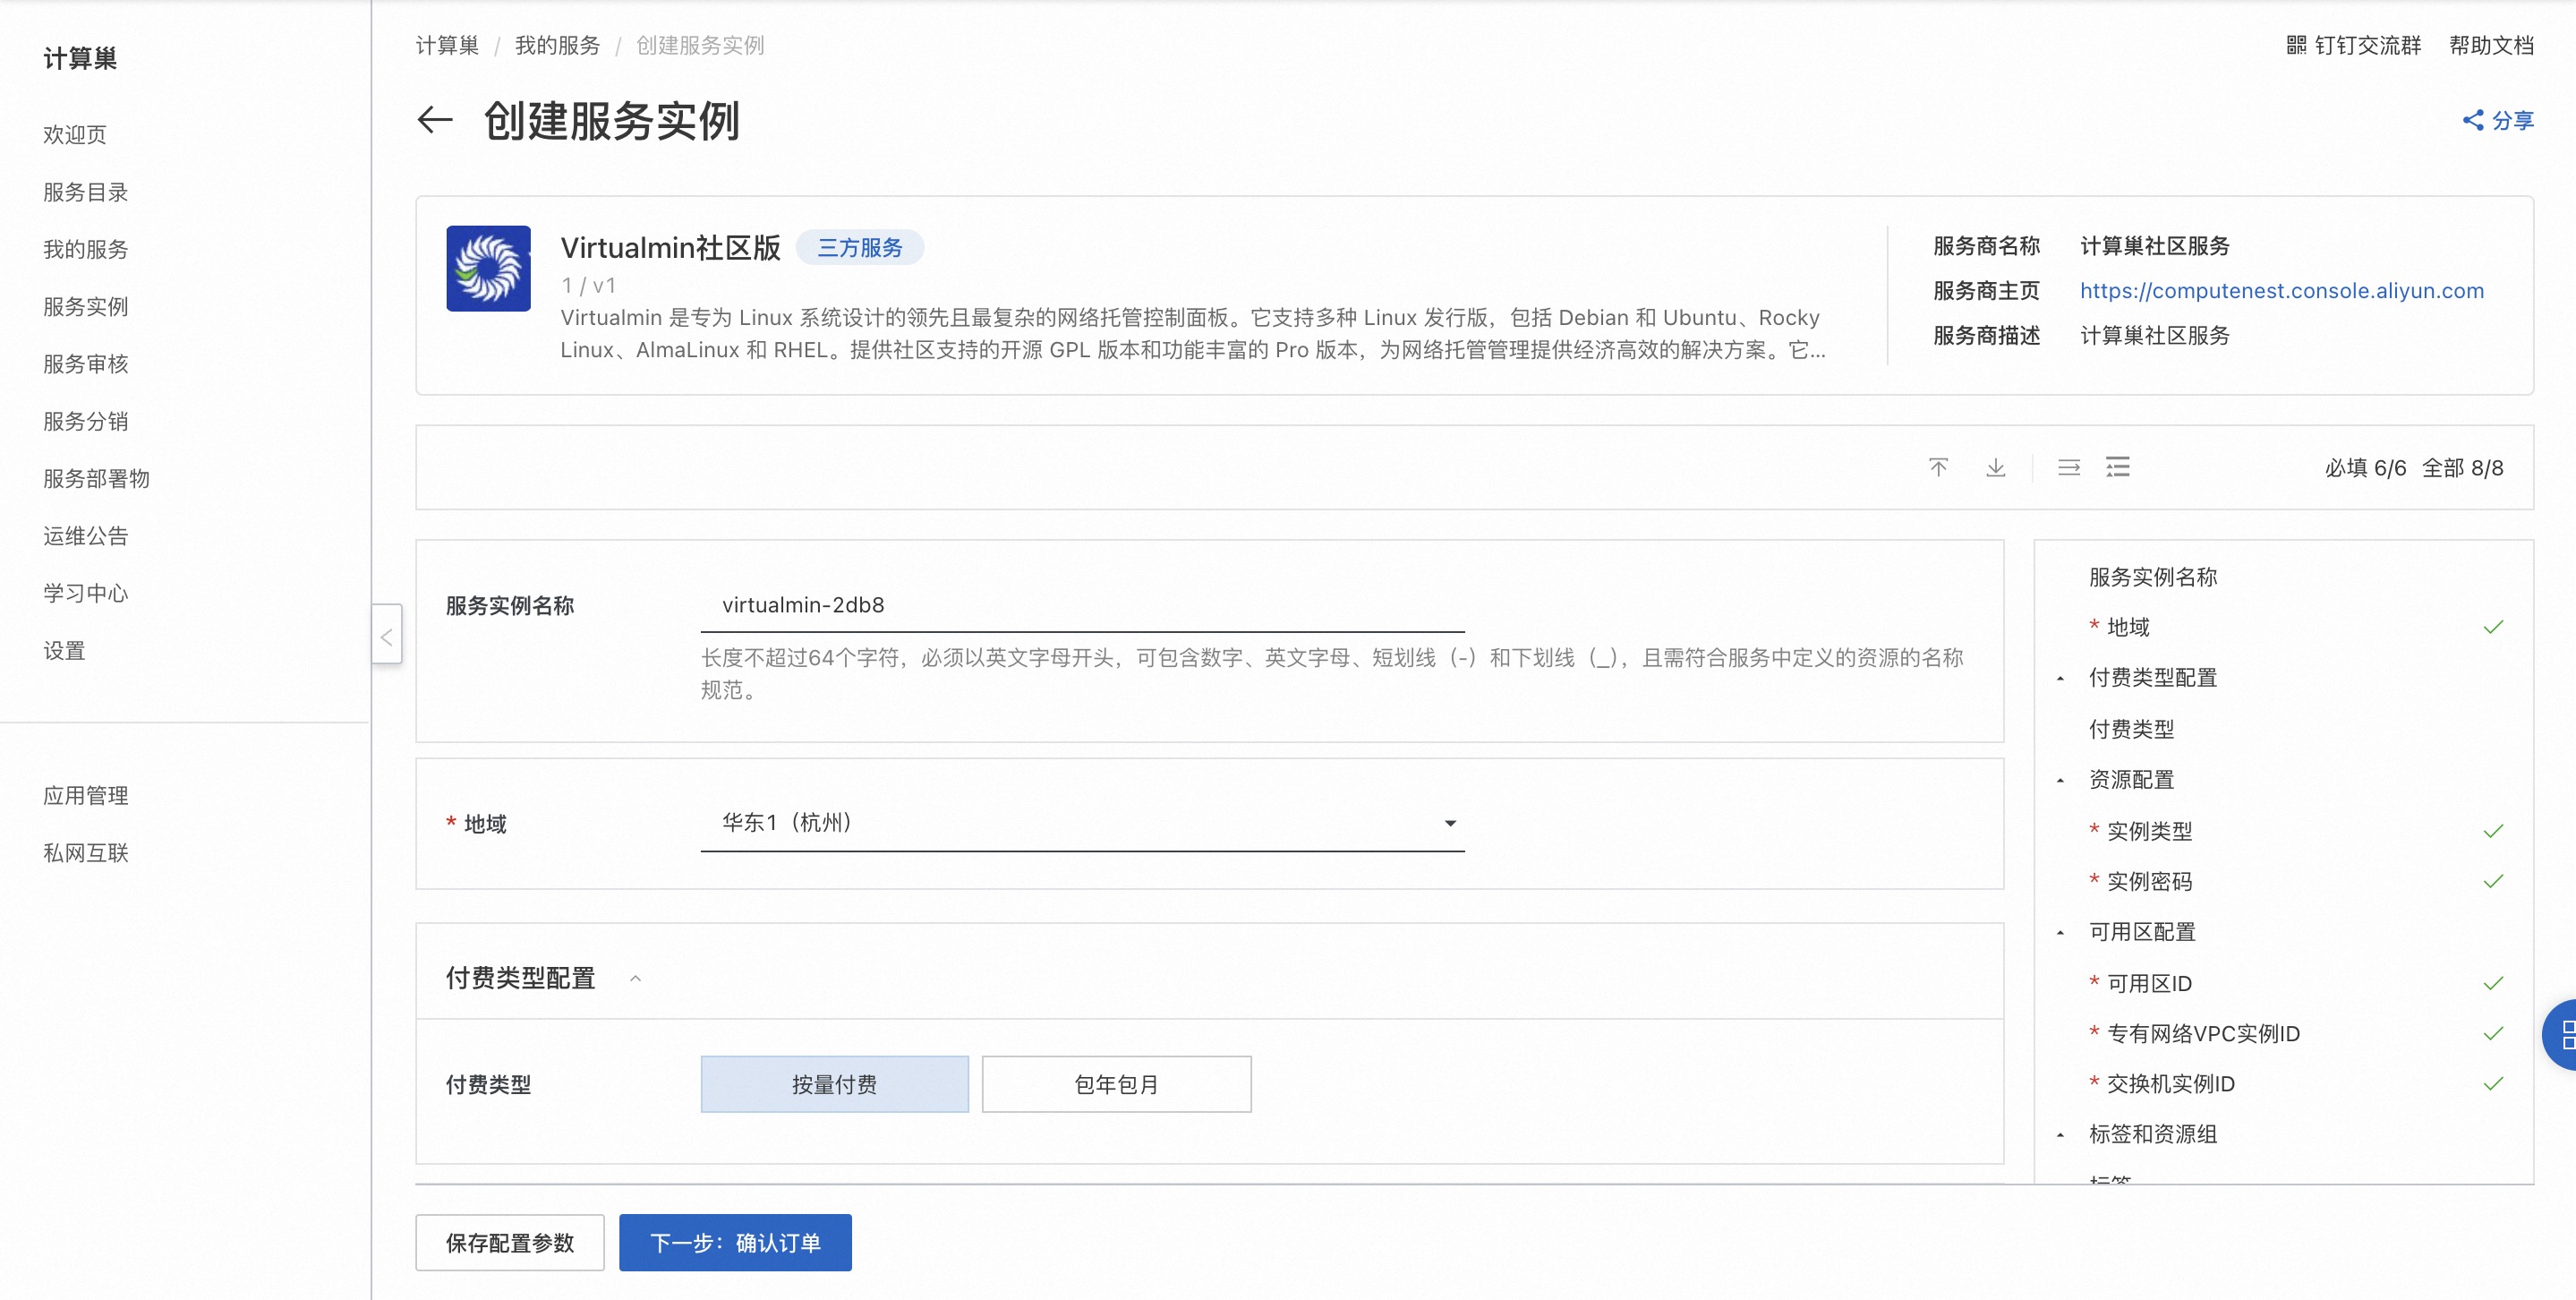 计算巢
欢迎页
服务目录
我的服务
服务实例
服务审核
服务分销
服务部署物
运维公告
学习中心
设置
应用管理
私网互联
计算巢 / 我的服务 / 创建服务实例
钉钉交流群 帮助文档
创建服务实例
分享
Virtualmin社区版 三方服务
1 / v1
Virtualmin 是专为 Linux 系统设计的领先且最复杂的网络托管控制面板。它支持多种 Linux 发行版，包括 Debian 和 Ubuntu、Rocky
Linux、AlmaLinux 和 RHEL。提供社区支持的开源 GPL 版本和功能丰富的 Pro 版本，为网络托管管理提供经济高效的解决方案。它...
服务商名称 计算巢社区服务
服务商主页 https://computenest.console.aliyun.com
服务商描述 计算巢社区服务
必填 6/6 全部 8/8
服务实例名称 virtualmin-2db8
长度不超过64个字符，必须以英文字母开头，可包含数字、英文字母、短划线（-）和下划线（_），且需符合服务中定义的资源的名称
规范。
* 地域 华东1（杭州）
付费类型配置
付费类型 按量付费 包年包月
服务实例名称
* 地域
付费类型配置
付费类型
资源配置
* 实例类型
* 实例密码
可用区配置
* 可用区ID
* 专有网络VPC实例ID
* 交换机实例ID
标签和资源组
标签
保存配置参数 下一步：确认订单